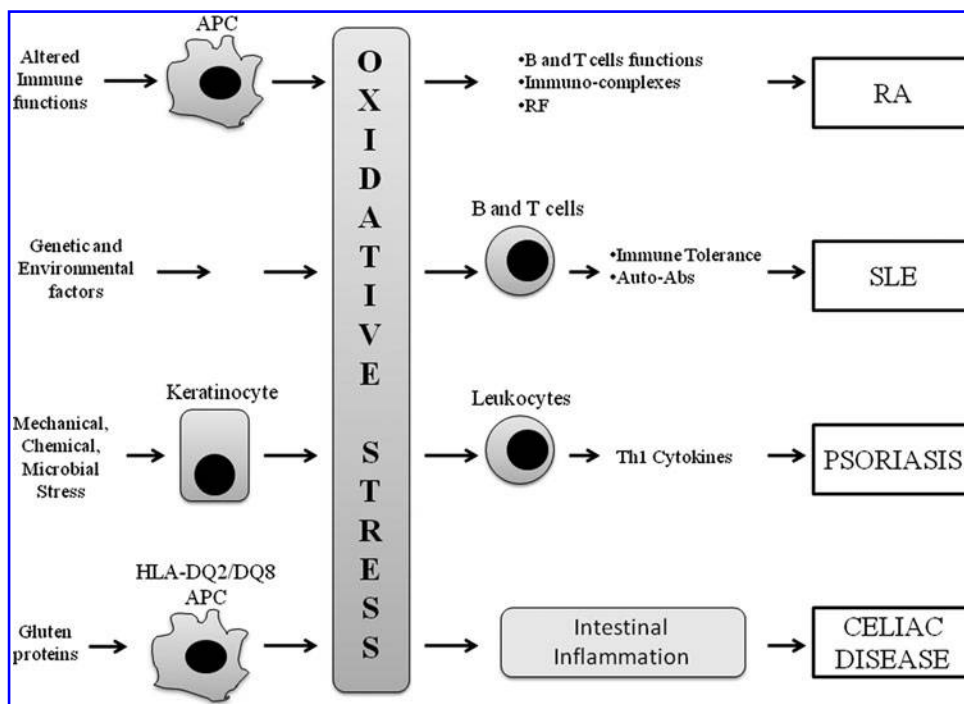 APC
Altered
Immune
functions
•B and T cells functions
•Immuno-complexes
•RF
RA
OXIDATIVE STRESS
Genetic and
Environmental
factors
B and T cells
•Immune Tolerance
•Auto-Abs
SLE
Keratinocyte
Mechanical,
Chemical,
Microbial
Stress
Leukocytes
Th1 Cytokines
PSORIASIS
HLA-DQ2/DQ8
APC
Gluten
proteins
Intestinal
Inflammation
CELIAC
DISEASE